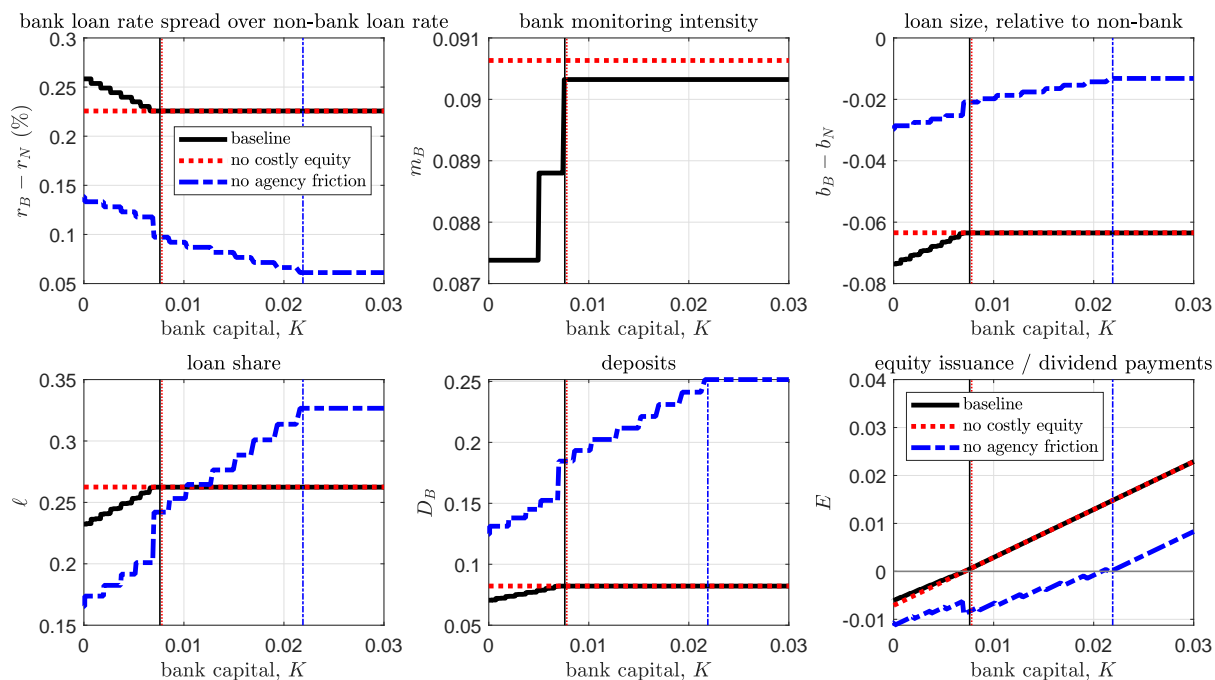 bank loan rate spread over non-bank loan rate
0.3
0.25
0.2
0.15
0.1
0.05
r_B − r_N (%)
baseline
no costly equity
no agency friction
0
0.01
0.02
0.03
bank capital, K
bank monitoring intensity
0.091
0.09
0.089
0.088
0.087
m_B
0
0.01
0.02
0.03
bank capital, K
loan size, relative to non-bank
0
-0.02
-0.04
-0.06
-0.08
b_B − b_N
0
0.01
0.02
0.03
bank capital, K
loan share
0.35
0.3
0.25
0.2
0.15
ℓ
0
0.01
0.02
0.03
bank capital, K
deposits
0.25
0.2
0.15
0.1
0.05
D_B
0
0.01
0.02
0.03
bank capital, K
equity issuance / dividend payments
0.04
0.03
0.02
0.01
0
-0.01
E
baseline
no costly equity
no agency friction
0
0.01
0.02
0.03
bank capital, K